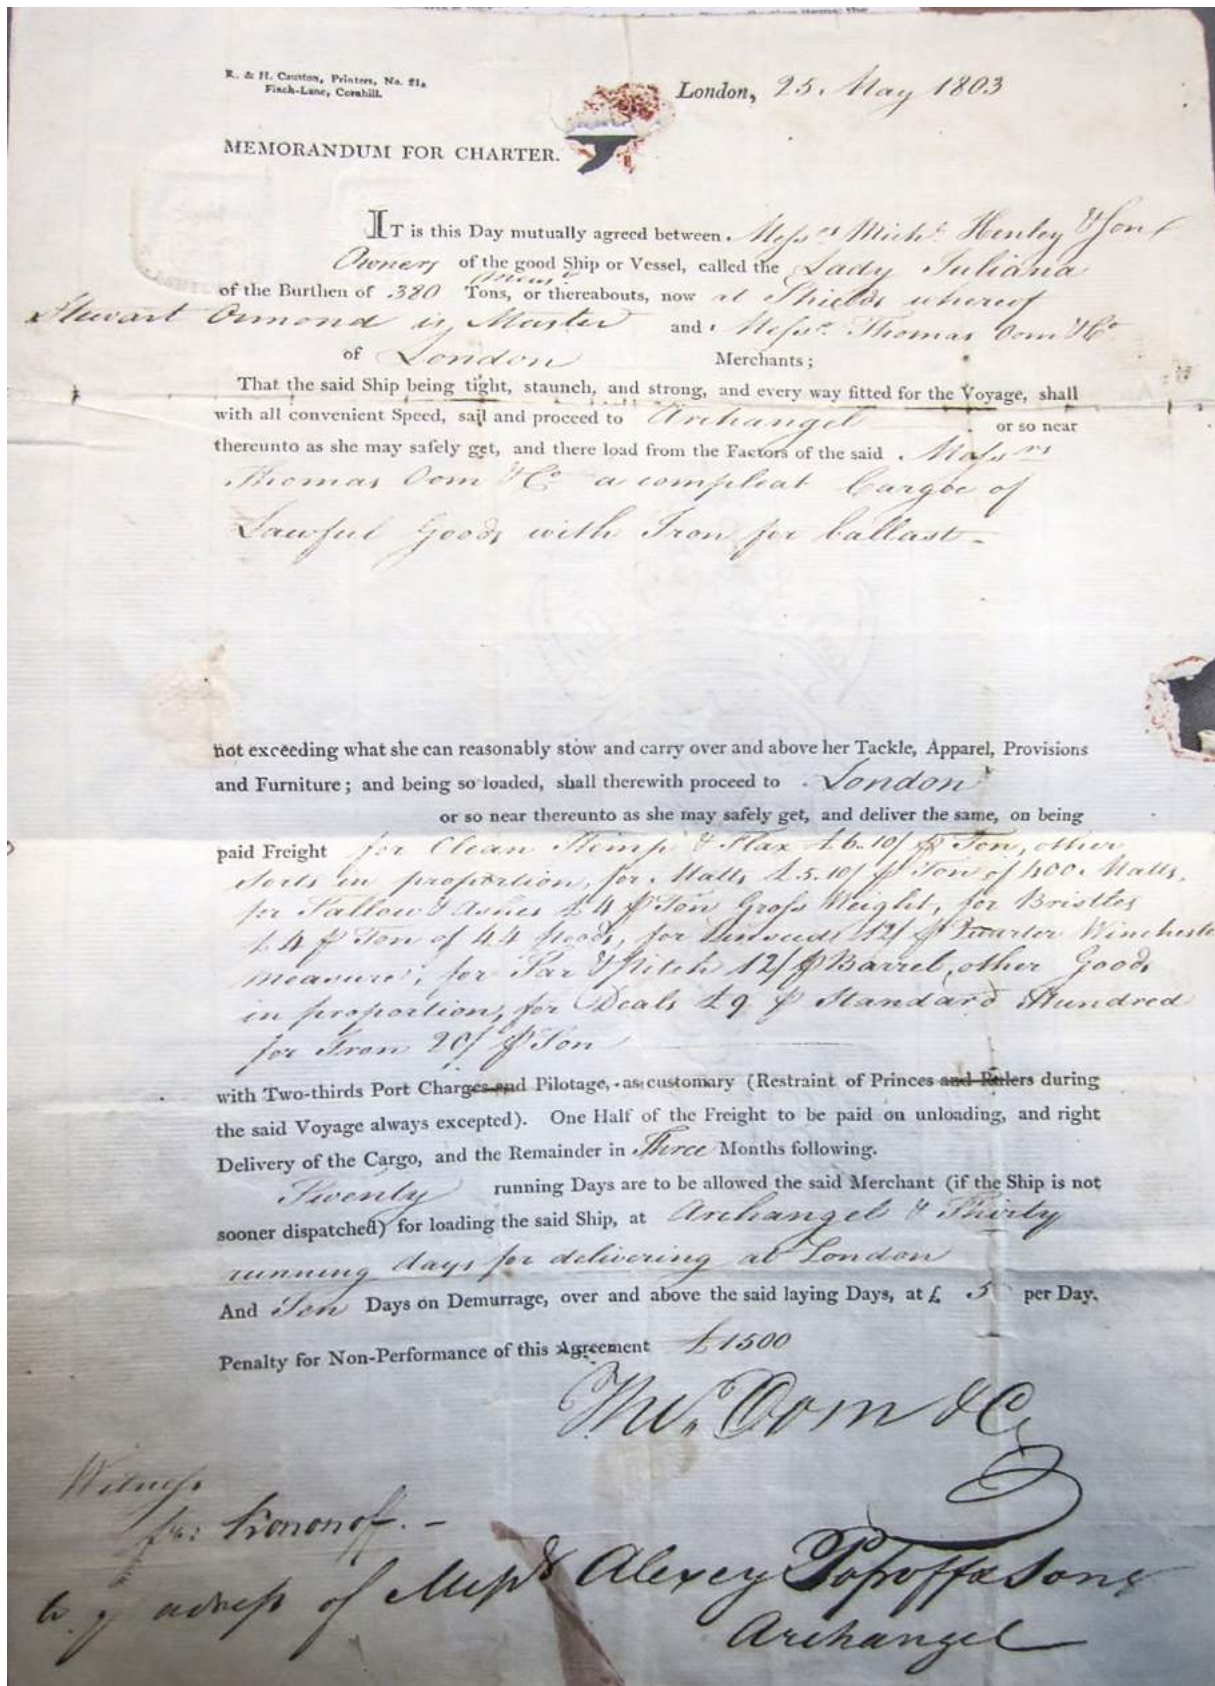 R. & H. Causton, Printers, No. 21,
Finch-Lane, Cornhill.
London, 25. May 1803
MEMORANDUM FOR CHARTER.
IT is this Day mutually agreed between Messrs Michl Henley & Son
Owners of the good Ship or Vessel, called the Lady Juliana
of the Burthen of 380 Tons, or thereabouts, now at Shields whereof
Stewart Ormond is Master and Messrs. Thomas Oom & Co
of London Merchants;
That the said Ship being tight, staunch, and strong, and every way fitted for the Voyage, shall
with all convenient Speed, sail and proceed to Archangel or so near
thereunto as she may safely get, and there load from the Factors of the said Messrs
Thomas Oom & Co a compleat Cargoe of
Lawful Goods with Iron for ballast -
not exceeding what she can reasonably stow and carry over and above her Tackle, Apparel, Provisions
and Furniture; and being so loaded, shall therewith proceed to London
or so near thereunto as she may safely get, and deliver the same, on being
paid Freight for Clean Hemp & Flax £6.10/ ℔ Ton, other
sorts in proportion, for Matts £5.10/ ℔ Ton of 400 Matts,
for Tallow & Ashes £4 ℔ Ton Gross Weight, for Bristles
£4 ℔ Ton of 44 Poods, for Linseed 12/ ℔ Quarter Winchester
measure; for Tar & Pitch 12/ ℔ Barrel, other Goods
in proportion, for Deals £9 ℔ Standard Hundred
for Iron 20/ ℔ Ton
with Two-thirds Port Charges and Pilotage, as customary (Restraint of Princes and Rulers during
the said Voyage always excepted). One Half of the Freight to be paid on unloading, and right
Delivery of the Cargo, and the Remainder in Three Months following.
Twenty running Days are to be allowed the said Merchant (if the Ship is not
sooner dispatched) for loading the said Ship, at Archangel & Thirty
running days for delivering at London
And Ten Days on Demurrage, over and above the said laying Days, at £ 5 per Day.
Penalty for Non-Performance of this Agreement £1500
Thos. Oom & Co
Witness
Kononoff. -
adress of Messrs Alexey Popoff & Sons
Archangel